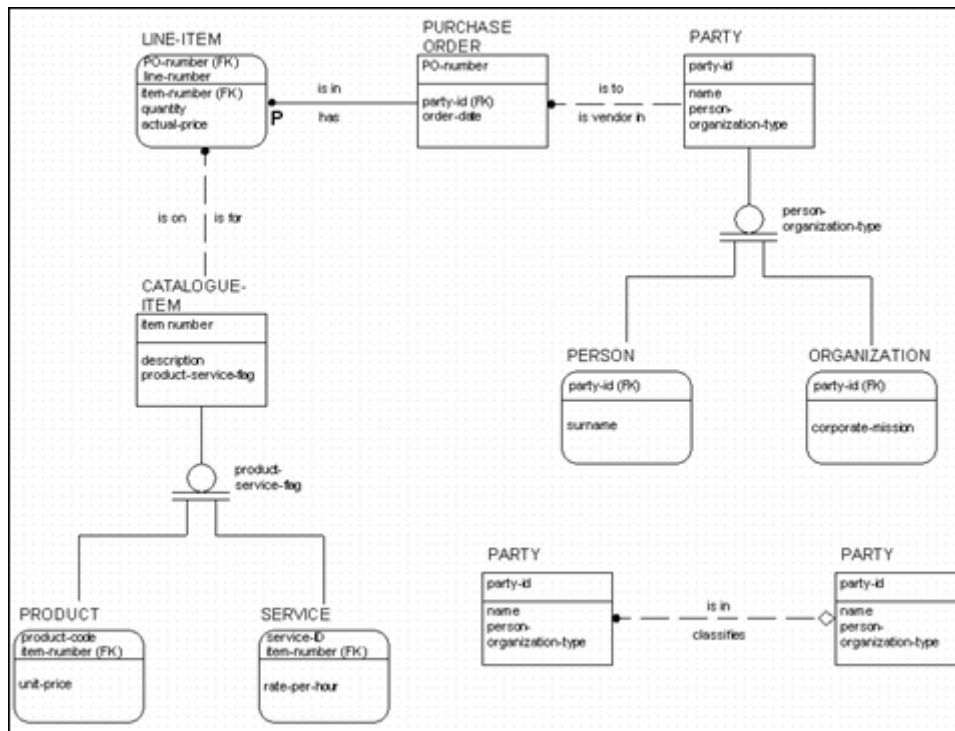 LINE-ITEM
PO-number (FK)
line-number
item-number (FK)
quantity
actual-price
P
is in
has
PURCHASE
ORDER
PO-number
party-id (FK)
order-date
is to
is vendor in
PARTY
party-id
name
person-
organization-type
person-
organization-type
is on
is for
CATALOGUE-
ITEM
item number
description
product-service-flag
product-
service-flag
PERSON
party-id (FK)
surname
ORGANIZATION
party-id (FK)
corporate-mission
PRODUCT
product-code
item-number (FK)
unit-price
SERVICE
service-ID
item-number (FK)
rate-per-hour
PARTY
party-id
name
person-
organization-type
is in
classifies
PARTY
party-id
name
person-
organization-type